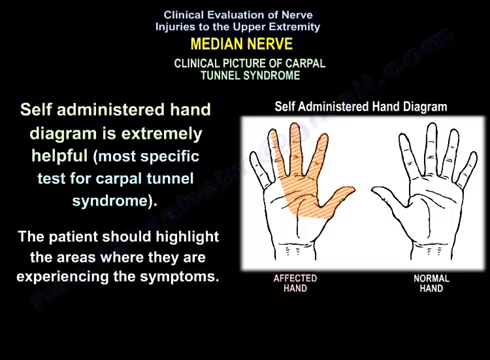 Clinical Evaluation of Nerve
Injuries to the Upper Extremity
MEDIAN NERVE
CLINICAL PICTURE OF CARPAL
TUNNEL SYNDROME
Self administered hand
diagram is extremely
helpful (most specific
test for carpal tunnel
syndrome).
The patient should highlight
the areas where they are
experiencing the symptoms.
Self Administered Hand Diagram
AFFECTED
HAND
NORMAL
HAND